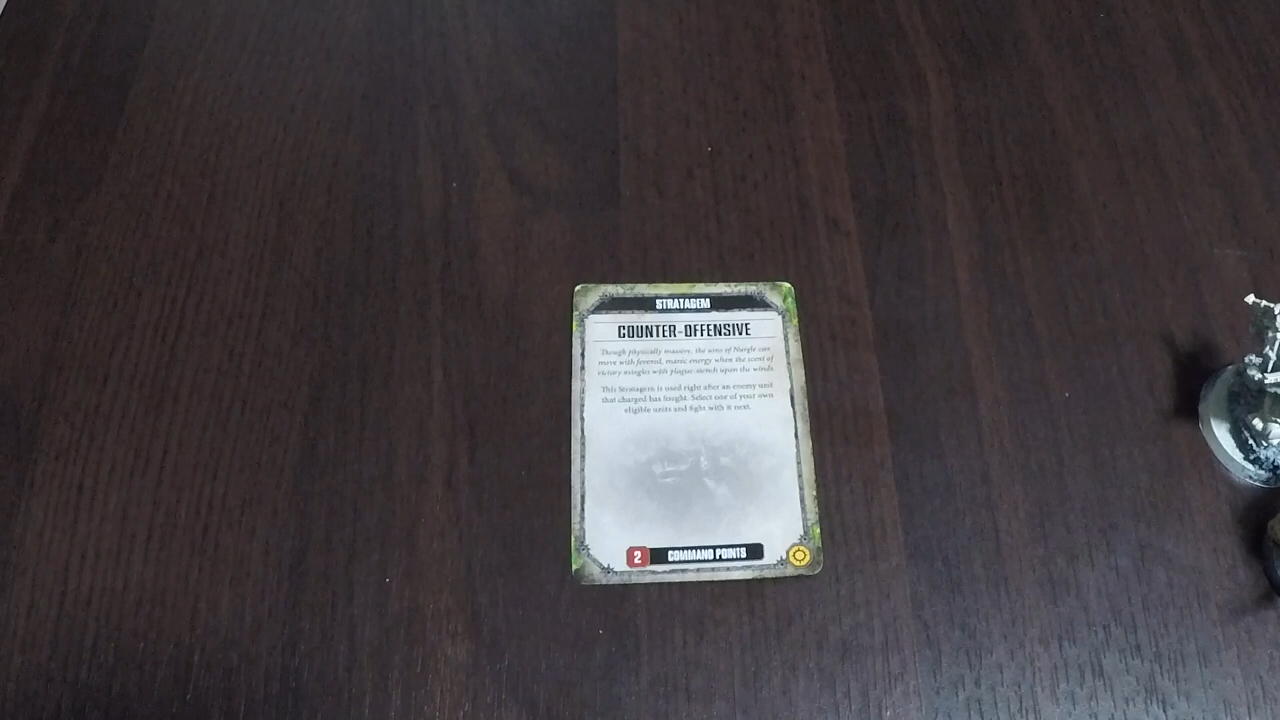 STRATAGEM
COUNTER-OFFENSIVE
Though physically massive, the sons of Nurgle can
move with fevered, manic energy when the scent of
victory mingles with plague-stench upon the winds.
This Stratagem is used right after an enemy unit
that charged has fought. Select one of your own
eligible units and fight with it next.
2 COMMAND POINTS